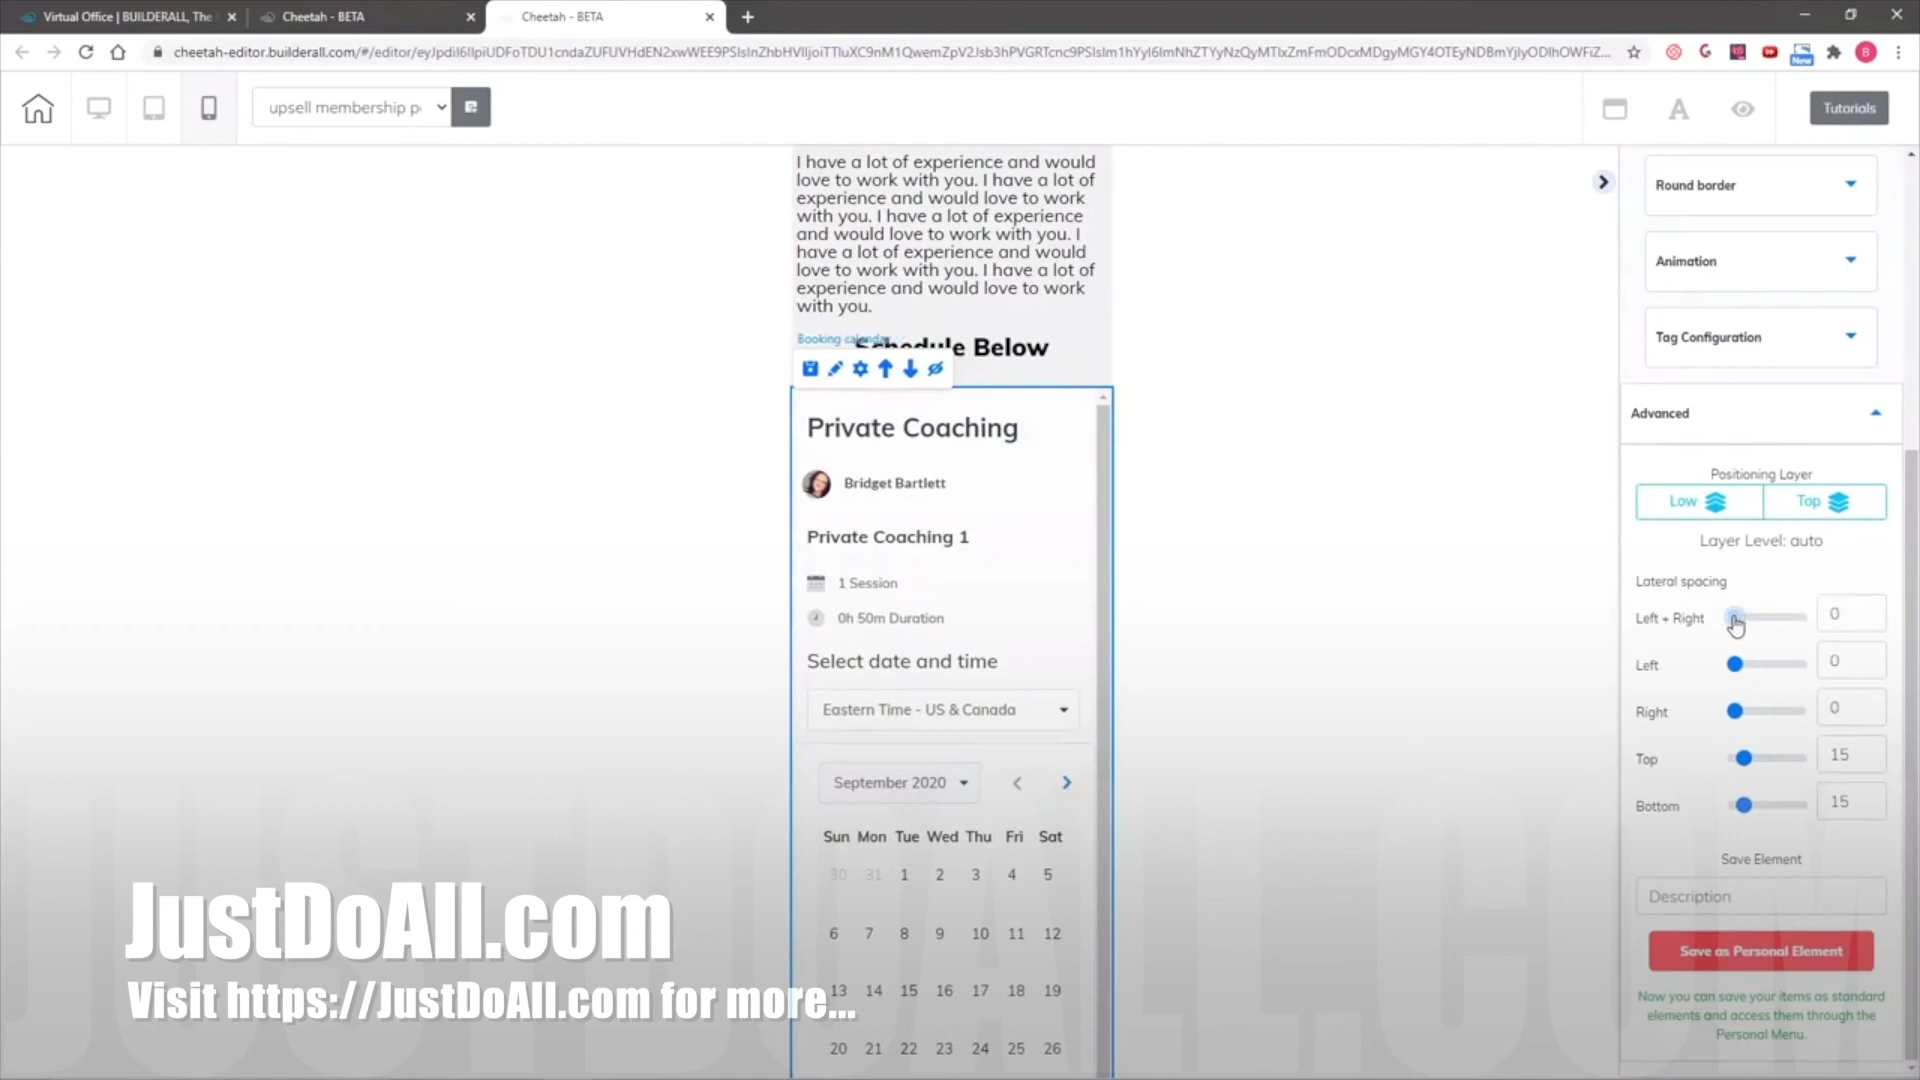 Virtual Office | BUILDERALL, The
Cheetah - BETA
Cheetah - BETA
upsell membership p
Tutorials
New
B
I have a lot of experience and would
love to work with you. I have a lot of
experience and would love to work
with you. I have a lot of experience
and would love to work with you. I
have a lot of experience and would
love to work with you. I have a lot of
experience and would love to work
with you.
Schedule Below
Booking calendar
Private Coaching
Bridget Bartlett
Private Coaching 1
1 Session
0h 50m Duration
Select date and time
Eastern Time - US & Canada
September 2020
Sun Mon Tue Wed Thu Fri Sat
30 31 1 2 3 4 5
6 7 8 9 10 11 12
13 14 15 16 17 18 19
20 21 22 23 24 25 26
Round border
Animation
Tag Configuration
Advanced
Positioning Layer
Low Top
Layer Level: auto
Lateral spacing
Left + Right 0
Left 0
Right 0
Top 15
Bottom 15
Save Element
Description
Save as Personal Element
Now you can save your items as standard
elements and access them through the
Personal Menu.
JustDoAll.com
Visit https://JustDoAll.com for more...
JUSTDOALL.COM